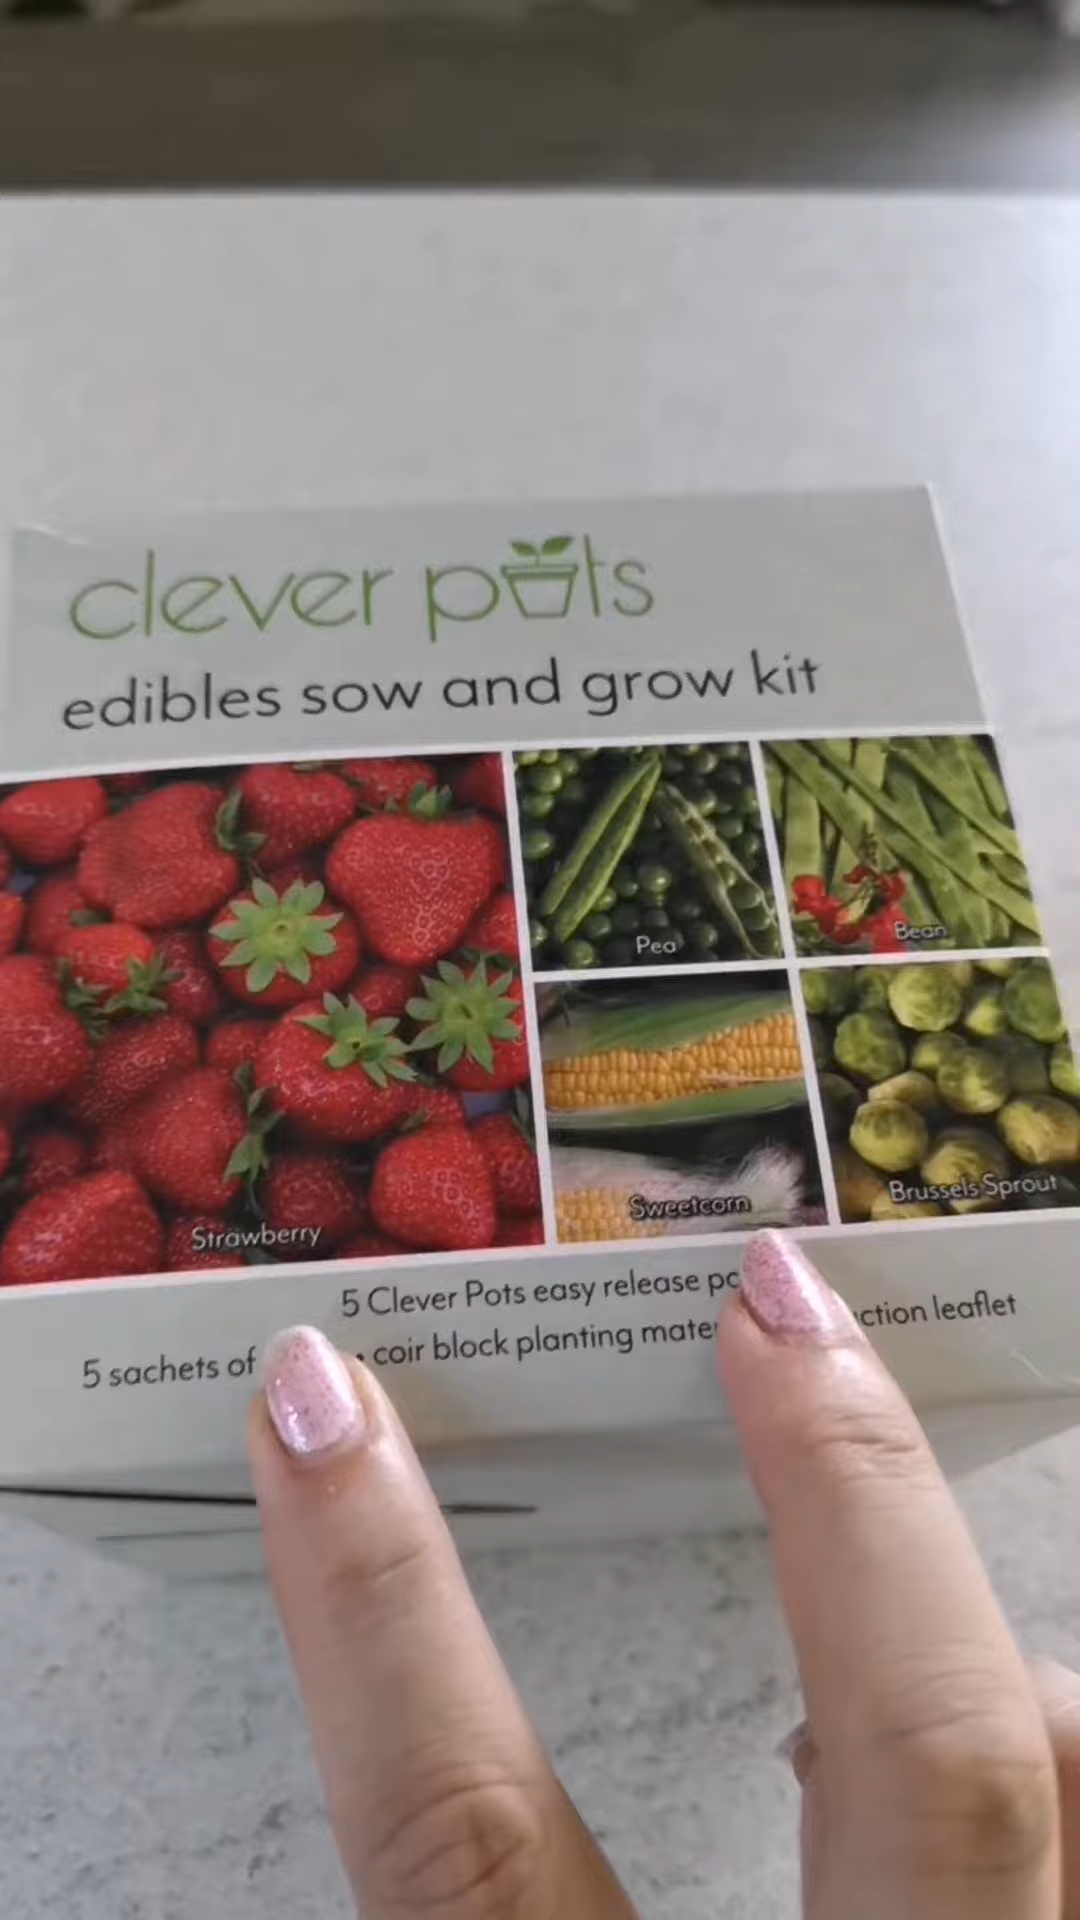 clever pots
edibles sow and grow kit
Pea
Bean
Strawberry
Sweetcorn
Brussels Sprout
5 Clever Pots easy release
5 sachets of • coir block planting leaflet